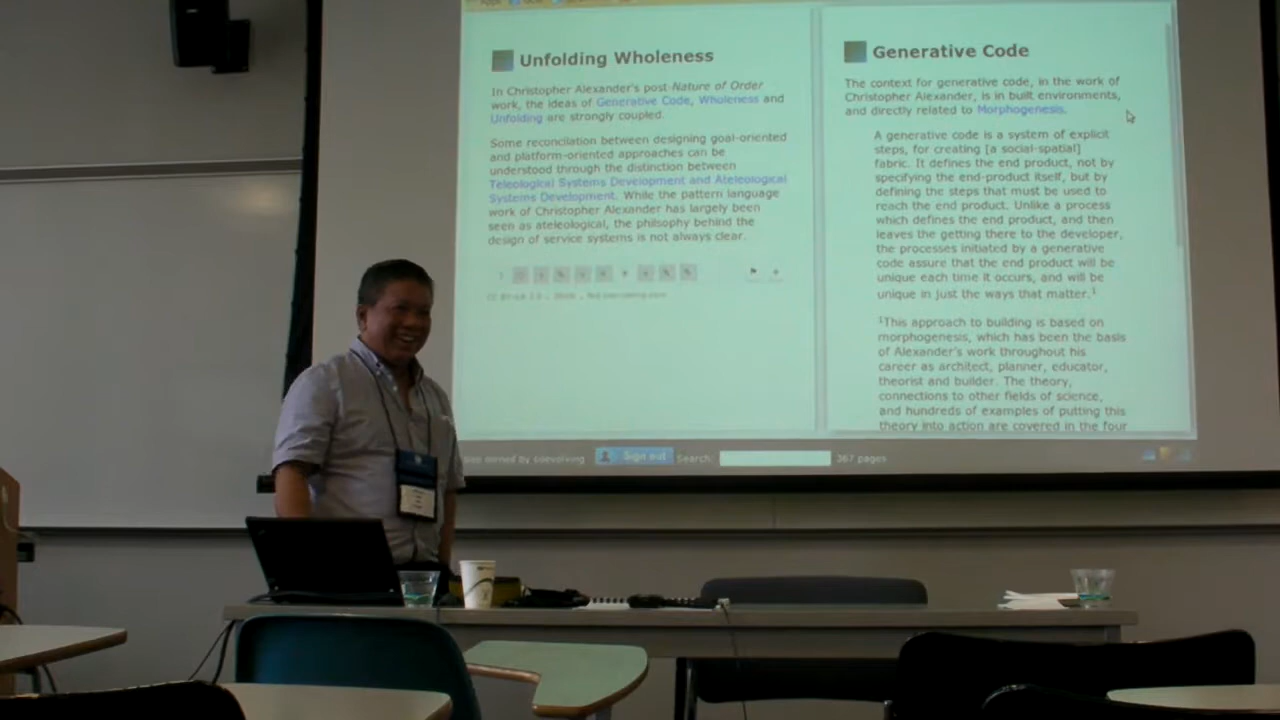 Apps
Unfolding Wholeness
In Christopher Alexander's post-Nature of Order
work, the ideas of Generative Code, Wholeness and
Unfolding are strongly coupled.
Some reconcilation between designing goal-oriented
and platform-oriented approaches can be
understood through the distinction between
Teleological Systems Development and Ateleological
Systems Development. While the pattern language
work of Christopher Alexander has largely been
seen as ateleological, the philsophy behind the
design of service systems is not always clear.
Generative Code
The context for generative code, in the work of
Christopher Alexander, is in built environments,
and directly related to Morphogenesis.
A generative code is a system of explicit
steps, for creating [a social-spatial]
fabric. It defines the end product, not by
specifying the end-product itself, but by
defining the steps that must be used to
reach the end product. Unlike a process
which defines the end product, and then
leaves the getting there to the developer,
the processes initiated by a generative
code assure that the end product will be
unique each time it occurs, and will be
unique in just the ways that matter.1
1This approach to building is based on
morphogenesis, which has been the basis
of Alexander's work throughout his
career as architect, planner, educator,
theorist and builder. The theory,
connections to other fields of science,
and hundreds of examples of putting this
theory into action are covered in the four
Site owned by coevolving Sign out Search: 367 pages